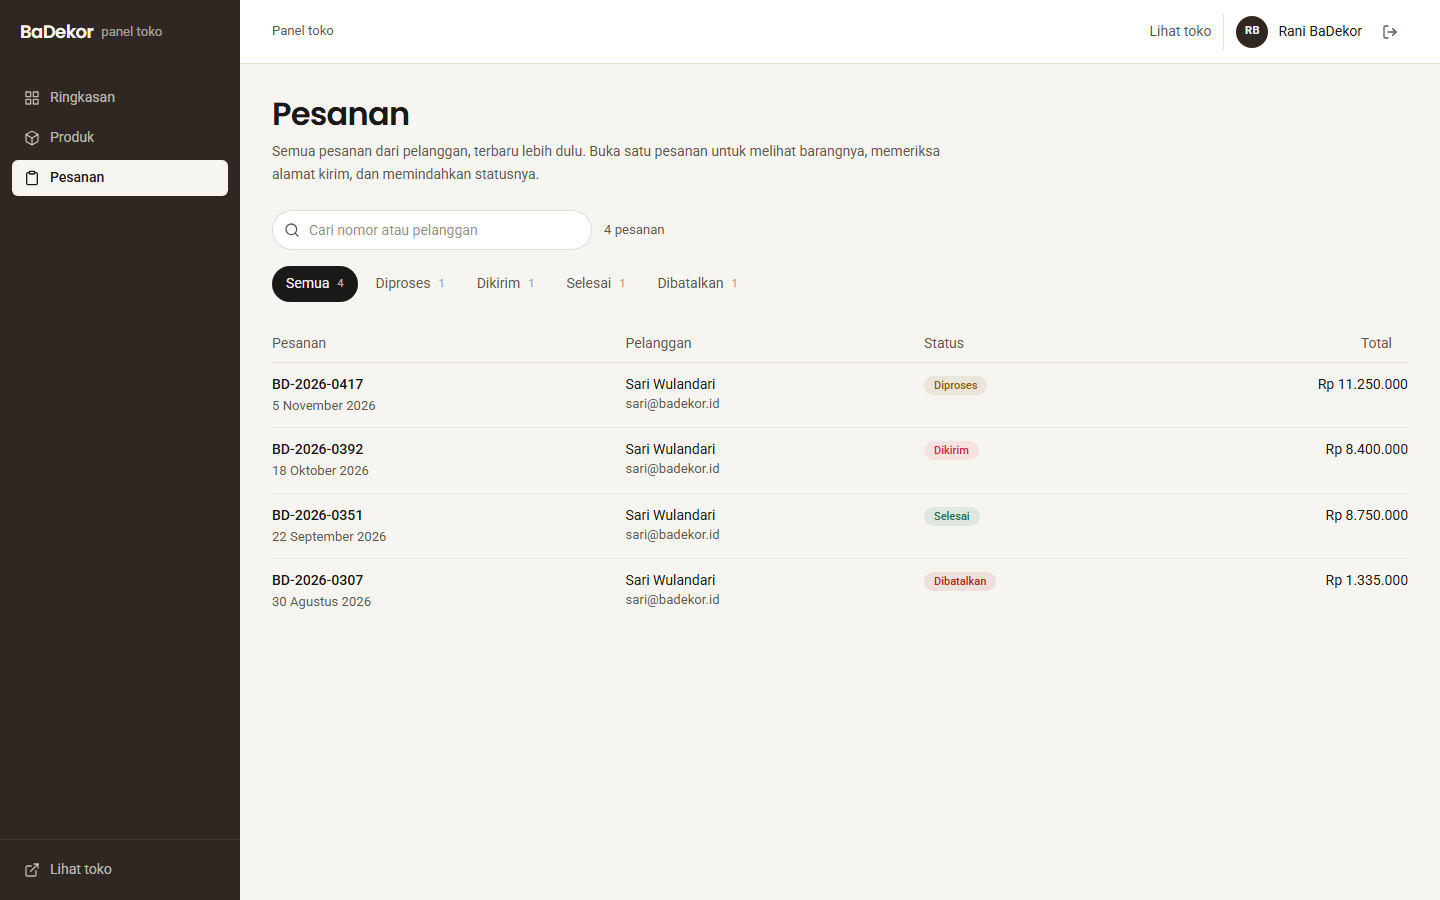 BaDekor panel toko
Panel toko
Lihat toko
RB
Rani BaDekor
Ringkasan
Produk
Pesanan
Lihat toko
Pesanan
Semua pesanan dari pelanggan, terbaru lebih dulu. Buka satu pesanan untuk melihat barangnya, memeriksa
alamat kirim, dan memindahkan statusnya.
Cari nomor atau pelanggan
4 pesanan
Semua 4 Diproses 1 Dikirim 1 Selesai 1 Dibatalkan 1
Pesanan Pelanggan Status Total
BD-2026-0417 Sari Wulandari Diproses Rp 11.250.000
5 November 2026 sari@badekor.id
BD-2026-0392 Sari Wulandari Dikirim Rp 8.400.000
18 Oktober 2026 sari@badekor.id
BD-2026-0351 Sari Wulandari Selesai Rp 8.750.000
22 September 2026 sari@badekor.id
BD-2026-0307 Sari Wulandari Dibatalkan Rp 1.335.000
30 Agustus 2026 sari@badekor.id